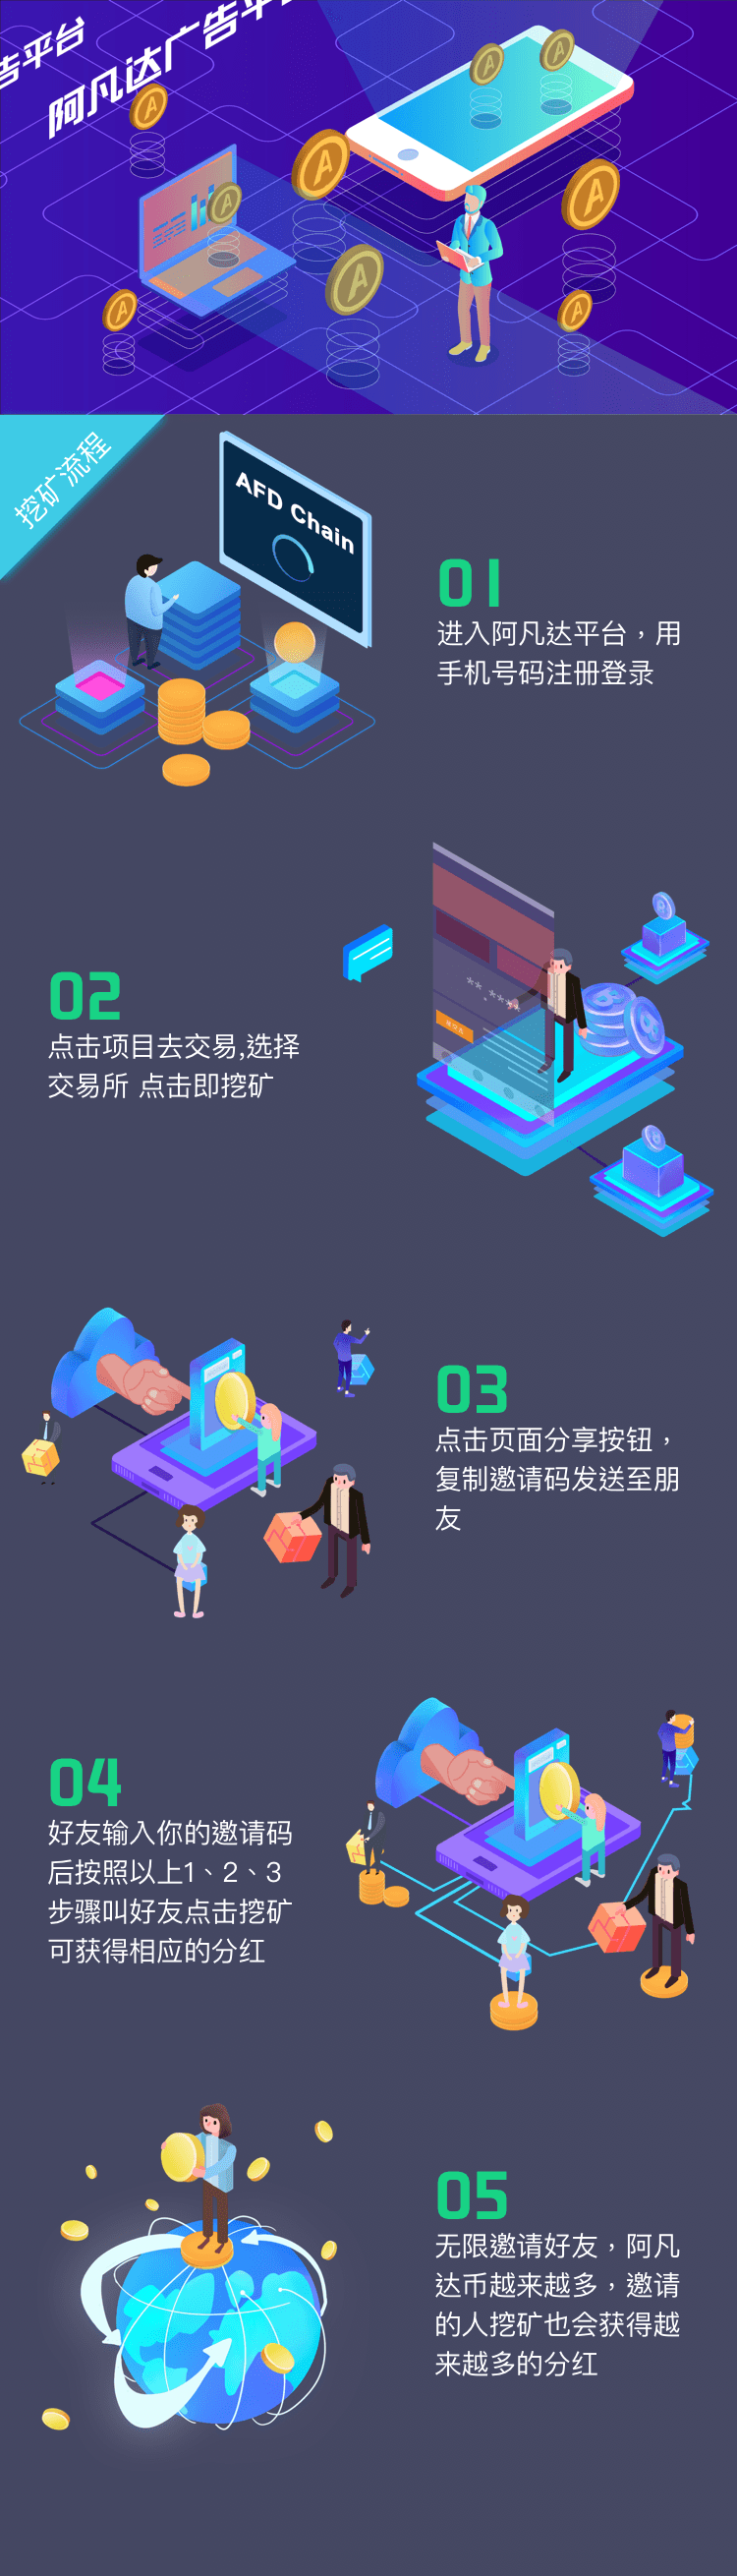 告平台
阿凡达广告平台
挖矿流程
AFD Chain
01
进入阿凡达平台，用
手机号码注册登录
02
点击项目去交易,选择
交易所 点击即挖矿
** ****
03
点击页面分享按钮，
复制邀请码发送至朋
友
04
好友输入你的邀请码
后按照以上1、2、3
步骤叫好友点击挖矿
可获得相应的分红
05
无限邀请好友，阿凡
达币越来越多，邀请
的人挖矿也会获得越
来越多的分红